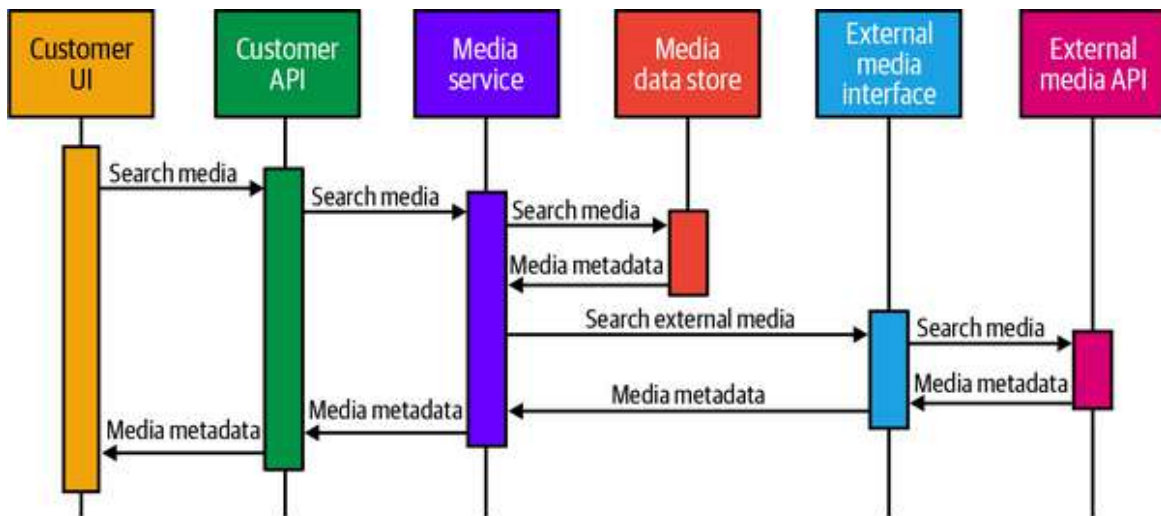 Customer
UI
Customer
API
Media
service
Media
data store
External
media
interface
External
media API
Search media
Search media
Search media
Media metadata
Search external media
Search media
Media metadata
Media metadata
Media metadata
Media metadata